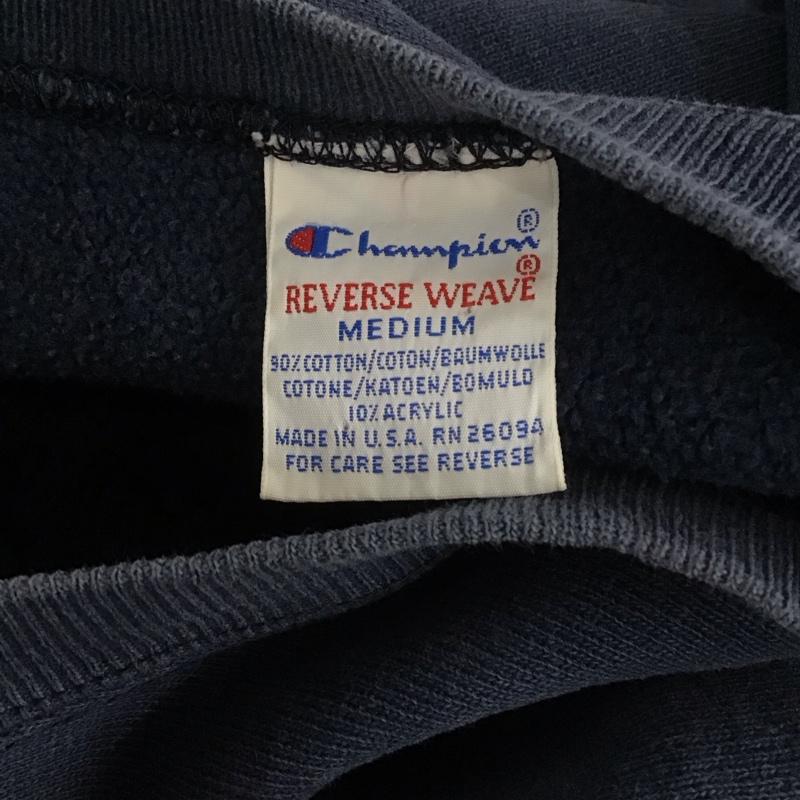 Champion®
REVERSE WEAVE®
MEDIUM
90% COTTON/COTON/BAUMWOLLE
COTONE/KATOEN/BOMULD
10% ACRYLIC
MADE IN U.S.A. RN 26094
FOR CARE SEE REVERSE